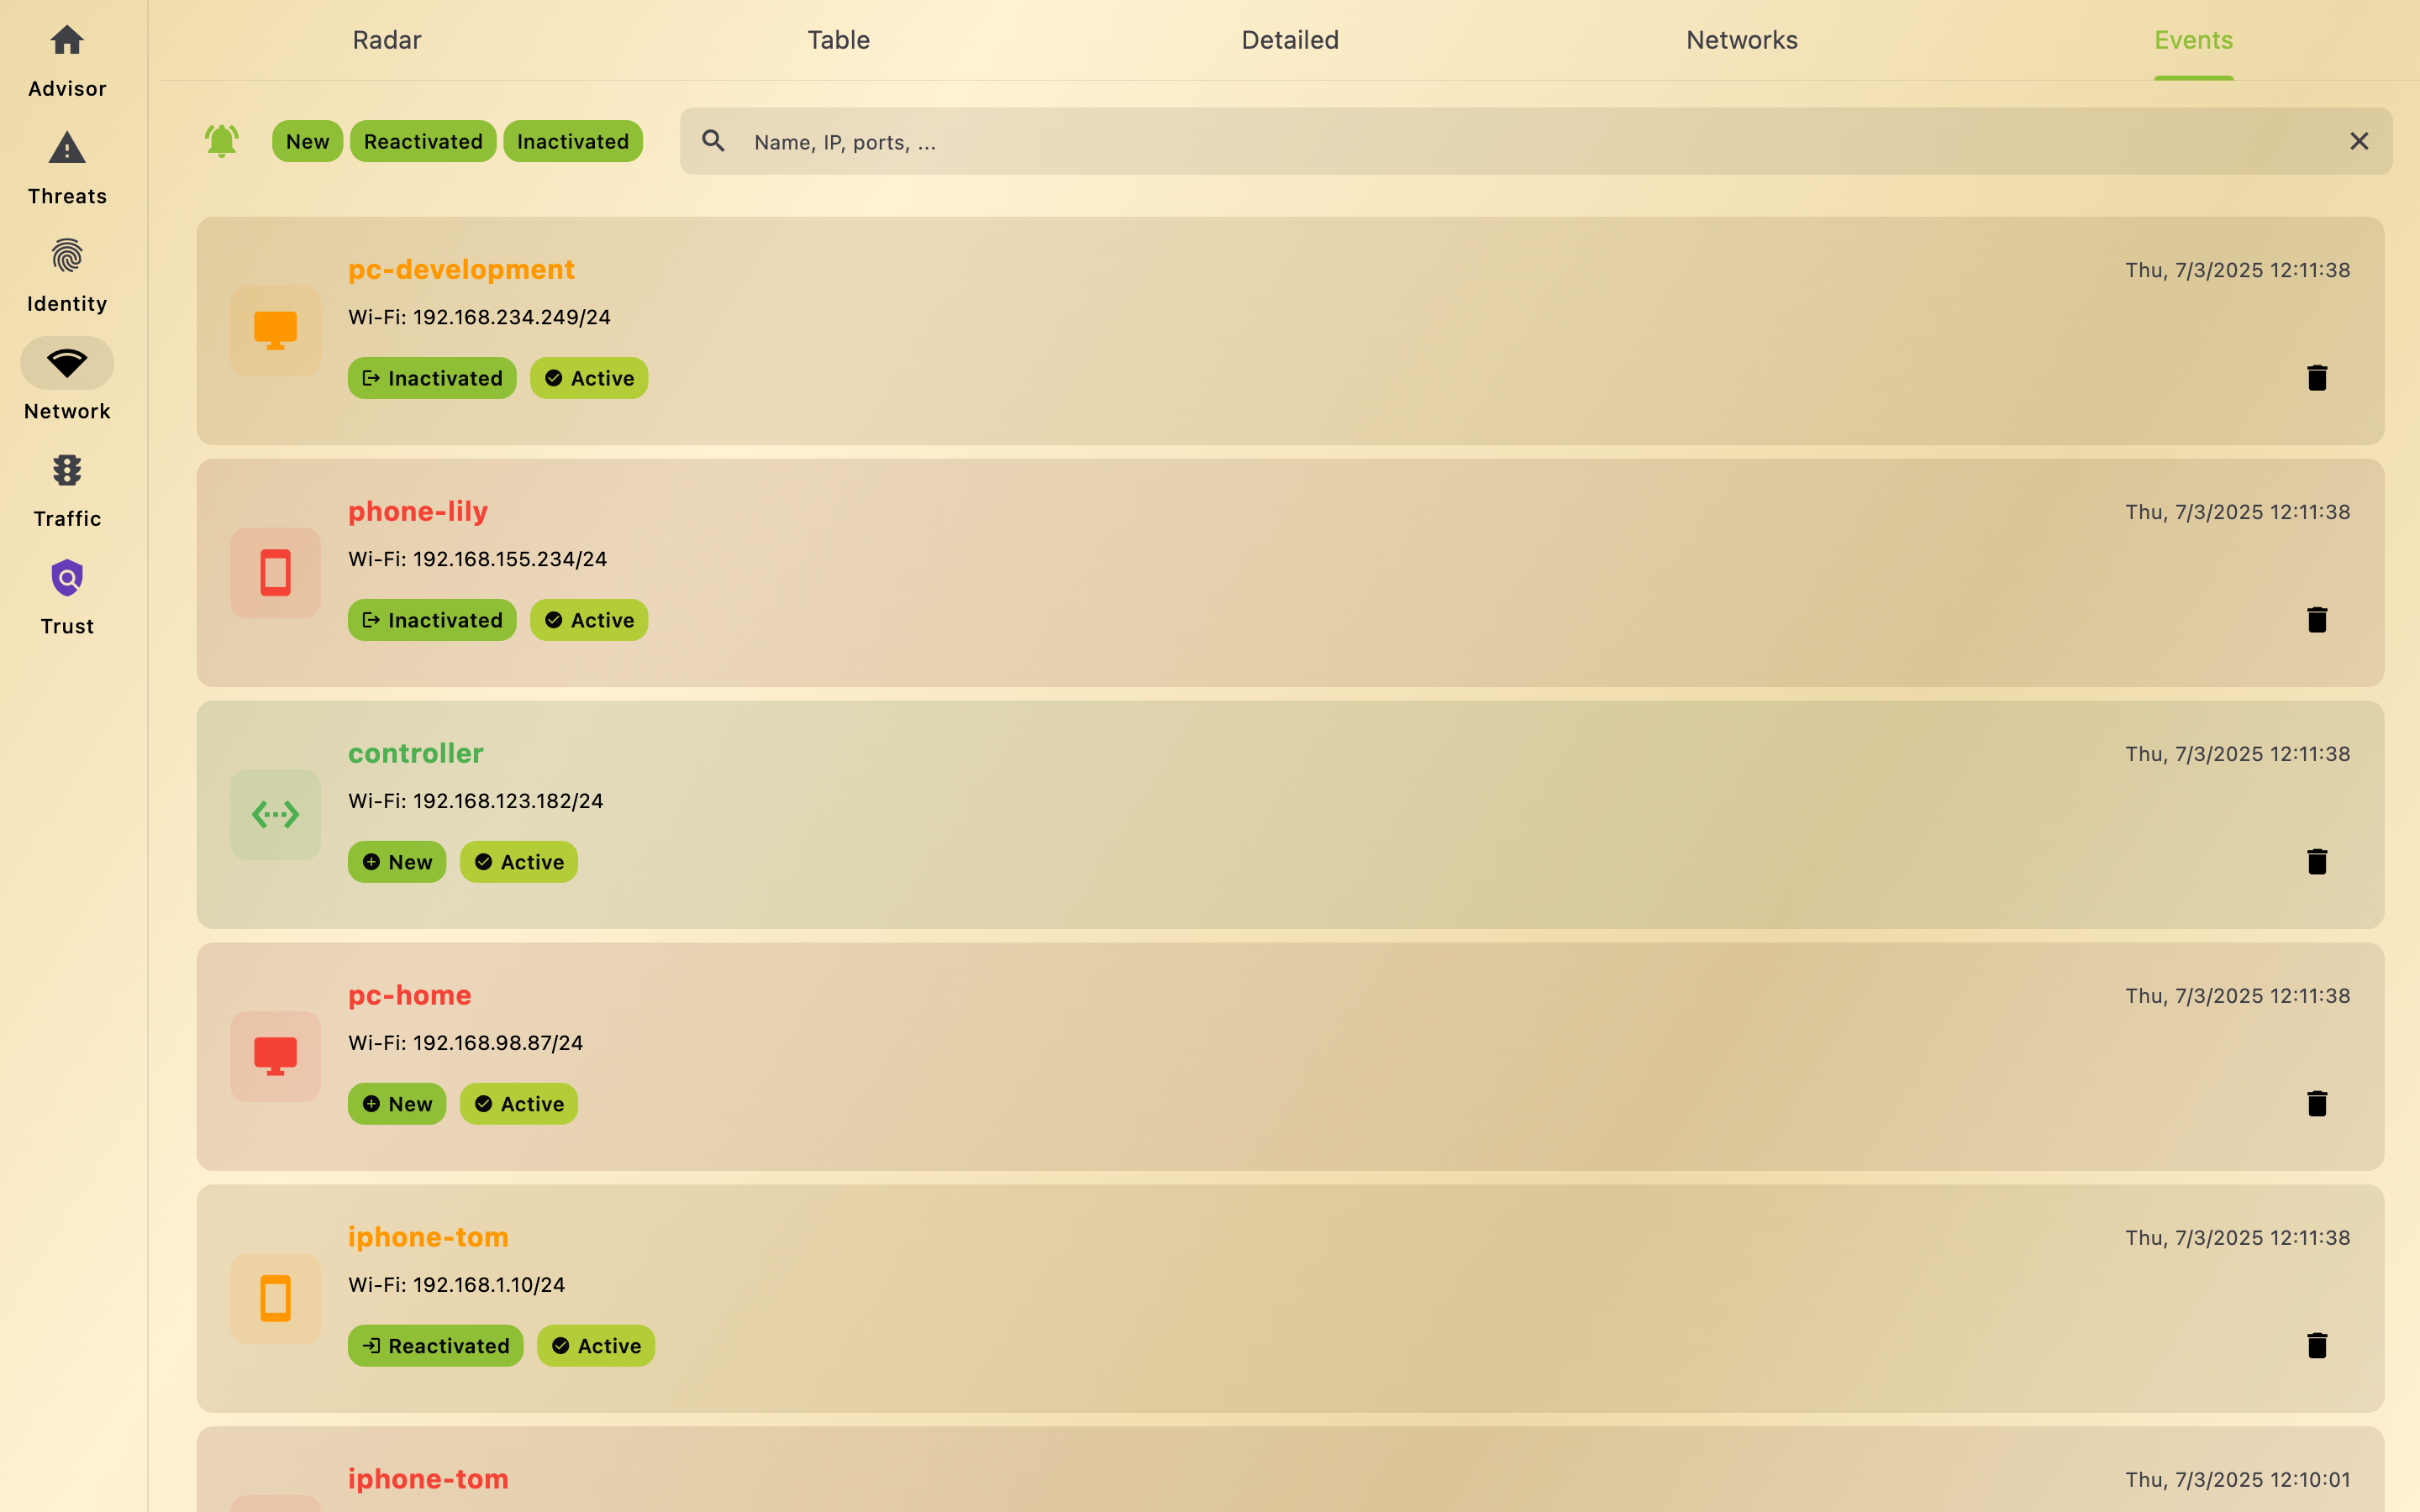 Advisor
Threats
Identity
Network
Traffic
Trust
Radar
Table
Detailed
Networks
Events
New
Reactivated
Inactivated
Name, IP, ports, ...
pc-development
Thu, 7/3/2025 12:11:38
Wi-Fi: 192.168.234.249/24
Inactivated
Active
phone-lily
Thu, 7/3/2025 12:11:38
Wi-Fi: 192.168.155.234/24
Inactivated
Active
controller
Thu, 7/3/2025 12:11:38
Wi-Fi: 192.168.123.182/24
New
Active
pc-home
Thu, 7/3/2025 12:11:38
Wi-Fi: 192.168.98.87/24
New
Active
iphone-tom
Thu, 7/3/2025 12:11:38
Wi-Fi: 192.168.1.10/24
Reactivated
Active
iphone-tom
Thu, 7/3/2025 12:10:01